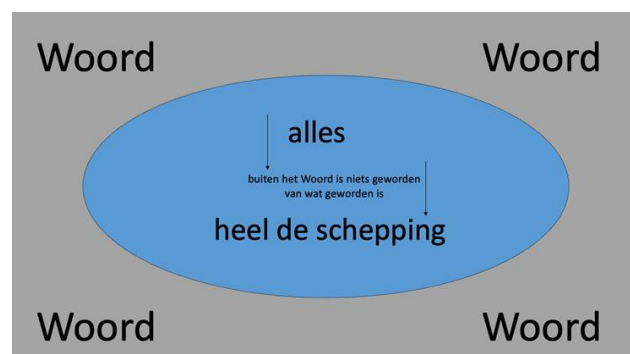 Woord
Woord
alles
buiten het Woord is niets geworden
van wat geworden is
heel de schepping
Woord
Woord